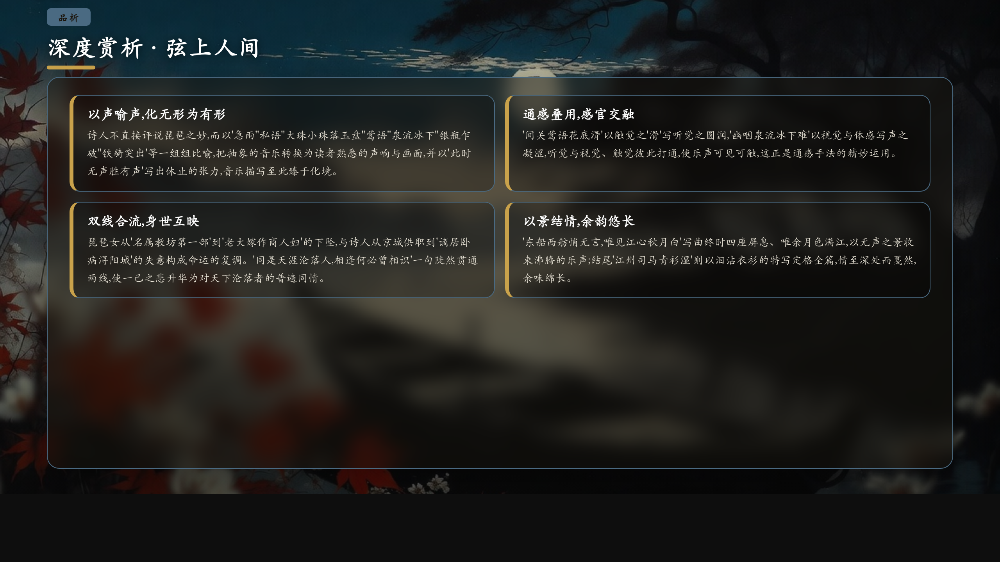 品析
深度赏析·弦上人间
以声喻声,化无形为有形
诗人不直接评说琵琶之妙,而以'急雨''私语''大珠小珠落玉盘''莺语''泉流冰下''银瓶乍
破''铁骑突出'等一组组比喻,把抽象的音乐转换为读者熟悉的声响与画面,并以'此时
无声胜有声'写出休止的张力,音乐描写至此臻于化境。
通感叠用,感官交融
'间关莺语花底滑'以触觉之'滑'写听觉之圆润,'幽咽泉流冰下难'以视觉与体感写声之
凝涩,听觉与视觉、触觉彼此打通,使乐声可见可触,这正是通感手法的精妙运用。
双线合流,身世互映
琵琶女从'名属教坊第一部'到'老大嫁作商人妇'的下坠,与诗人从京城供职到'谪居卧
病浔阳城'的失意构成命运的复调。'同是天涯沦落人,相逢何必曾相识'一句陡然贯通
两线,使一己之悲升华为对天下沦落者的普遍同情。
以景结情,余韵悠长
'东船西舫悄无言,唯见江心秋月白'写曲终时四座屏息、唯余月色满江,以无声之景收
束沸腾的乐声;结尾'江州司马青衫湿'则以泪沾衣衫的特写定格全篇,情至深处而戛然,
余味绵长。